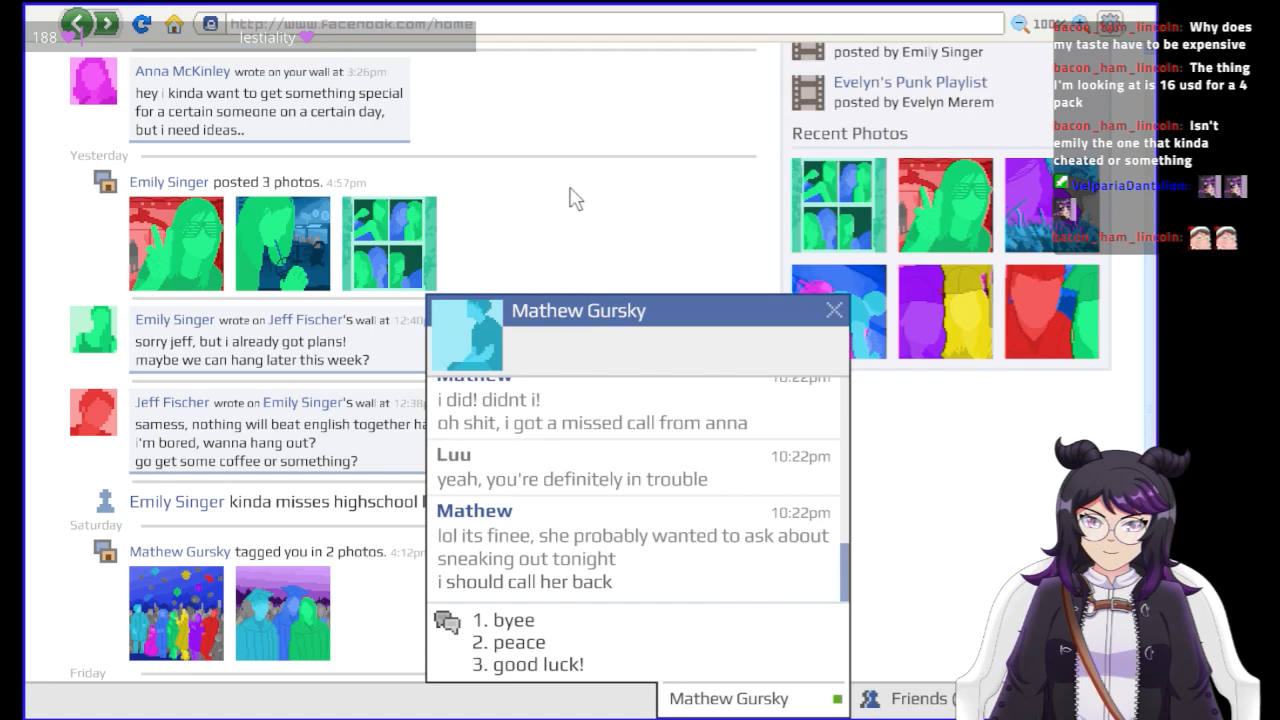 http://www.facenook.com/home
100%
188
lestiality
Anna McKinley wrote on your wall at 3:26pm
hey i kinda want to get something special
for a certain someone on a certain day,
but i need ideas..
Yesterday
Emily Singer posted 3 photos. 4:57pm
Emily Singer wrote on Jeff Fischer's wall at 12:40
sorry jeff, but i already got plans!
maybe we can hang later this week?
Jeff Fischer wrote on Emily Singer's wall at 12:38p
samess, nothing will beat english together ha
i'm bored, wanna hang out?
go get some coffee or something?
Emily Singer kinda misses highschool
Saturday
Mathew Gursky tagged you in 2 photos. 4:12pm
Friday
posted by Emily Singer
Evelyn's Punk Playlist
posted by Evelyn Merem
Recent Photos
Mathew Gursky
Mathew 10:22pm
i did! didnt i!
oh shit, i got a missed call from anna
Luu 10:22pm
yeah, you're definitely in trouble
Mathew 10:22pm
lol its finee, she probably wanted to ask about
sneaking out tonight
i should call her back
1. byee
2. peace
3. good luck!
Mathew Gursky
Friends (
bacon_ham_lincoln: Why does
my taste have to be expensive
bacon_ham_lincoln: The thing
I'm looking at is 16 usd for a 4
pack
bacon_ham_lincoln: Isn't
emily the one that kinda
cheated or something
VelpariaDantalion:
bacon_ham_lincoln: